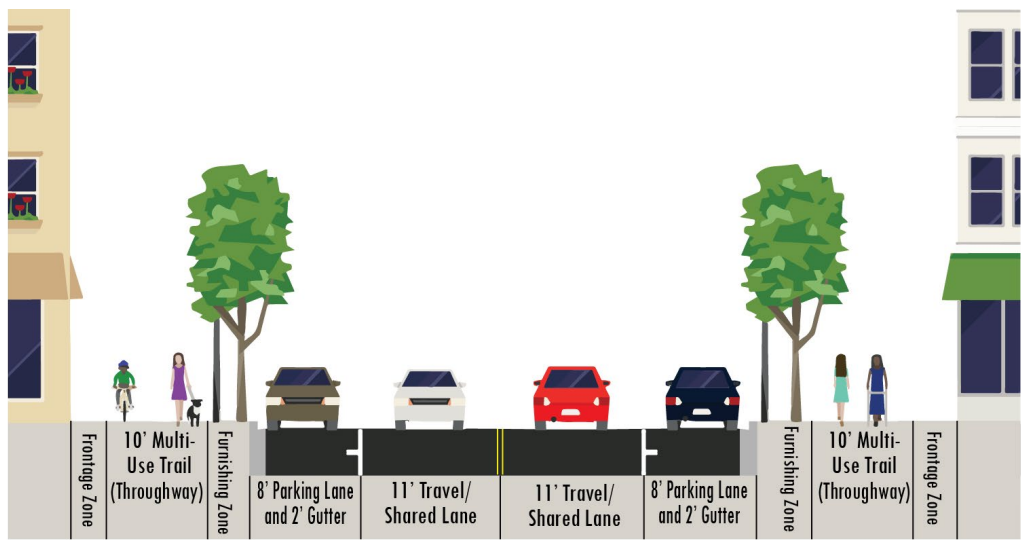 Frontage Zone
10’ Multi-
Use Trail
(Throughway)
Furnishing Zone
8’ Parking Lane
and 2’ Gutter
11’ Travel/
Shared Lane
11’ Travel/
Shared Lane
8’ Parking Lane
and 2’ Gutter
Furnishing Zone
10’ Multi-
Use Trail
(Throughway)
Frontage Zone